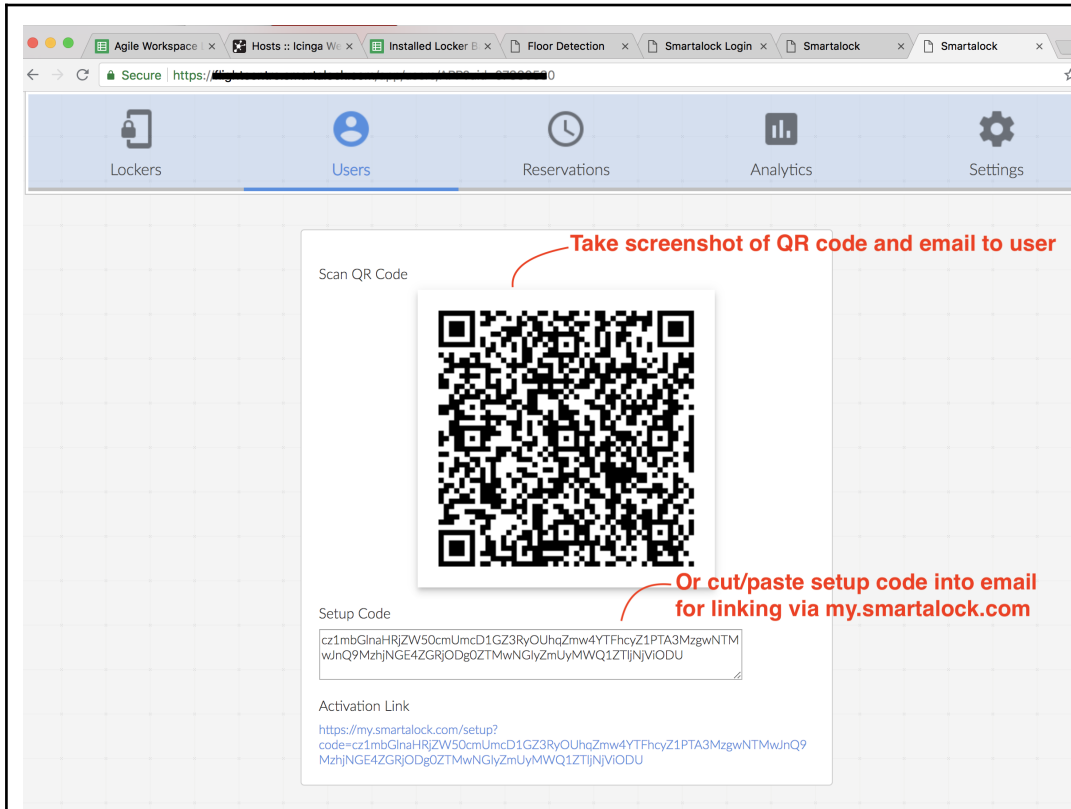 Agile Workspace
Hosts :: Icinga We
Installed Locker B
Floor Detection
Smartalock Login
Smartalock
Smartalock
Secure
https://
Lockers
Users
Reservations
Analytics
Settings
Take screenshot of QR code and email to user
Scan QR Code
Or cut/paste setup code into email
for linking via my.smartalock.com
Setup Code
cz1mbGlnaHRjZW50cmUmcD1GZ3RyOUhqZmw4YTFhcyZ1PTA3MzgwNTM
wJnQ9MzhjNGE4ZGRjODg0ZTMwNGIyZmUyMWQ1ZTljNjViODU
Activation Link
https://my.smartalock.com/setup?
code=cz1mbGlnaHRjZW50cmUmcD1GZ3RyOUhqZmw4YTFhcyZ1PTA3MzgwNTMwJnQ9
MzhjNGE4ZGRjODg0ZTMwNGIyZmUyMWQ1ZTljNjViODU